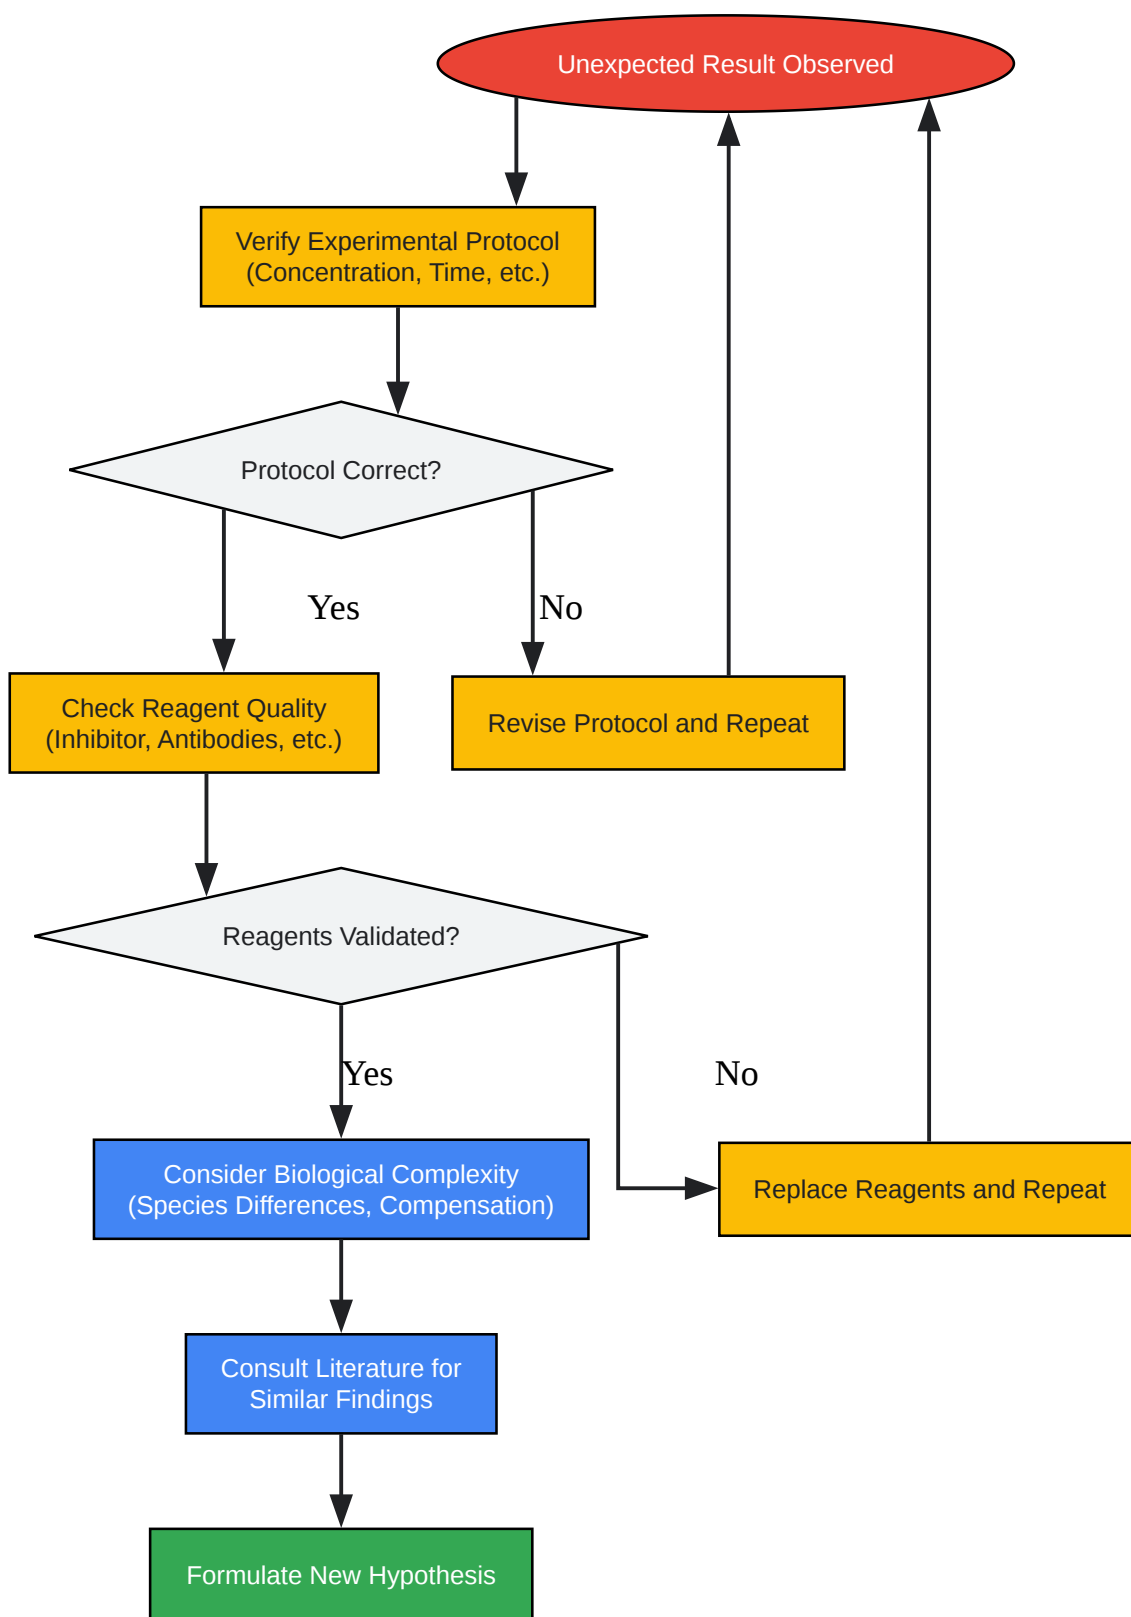 Unexpected Result Observed
Verify Experimental Protocol
(Concentration, Time, etc.)
Protocol Correct?
Yes
No
Check Reagent Quality
(Inhibitor, Antibodies, etc.)
Revise Protocol and Repeat
Reagents Validated?
Yes
No
Consider Biological Complexity
(Species Differences, Compensation)
Replace Reagents and Repeat
Consult Literature for
Similar Findings
Formulate New Hypothesis